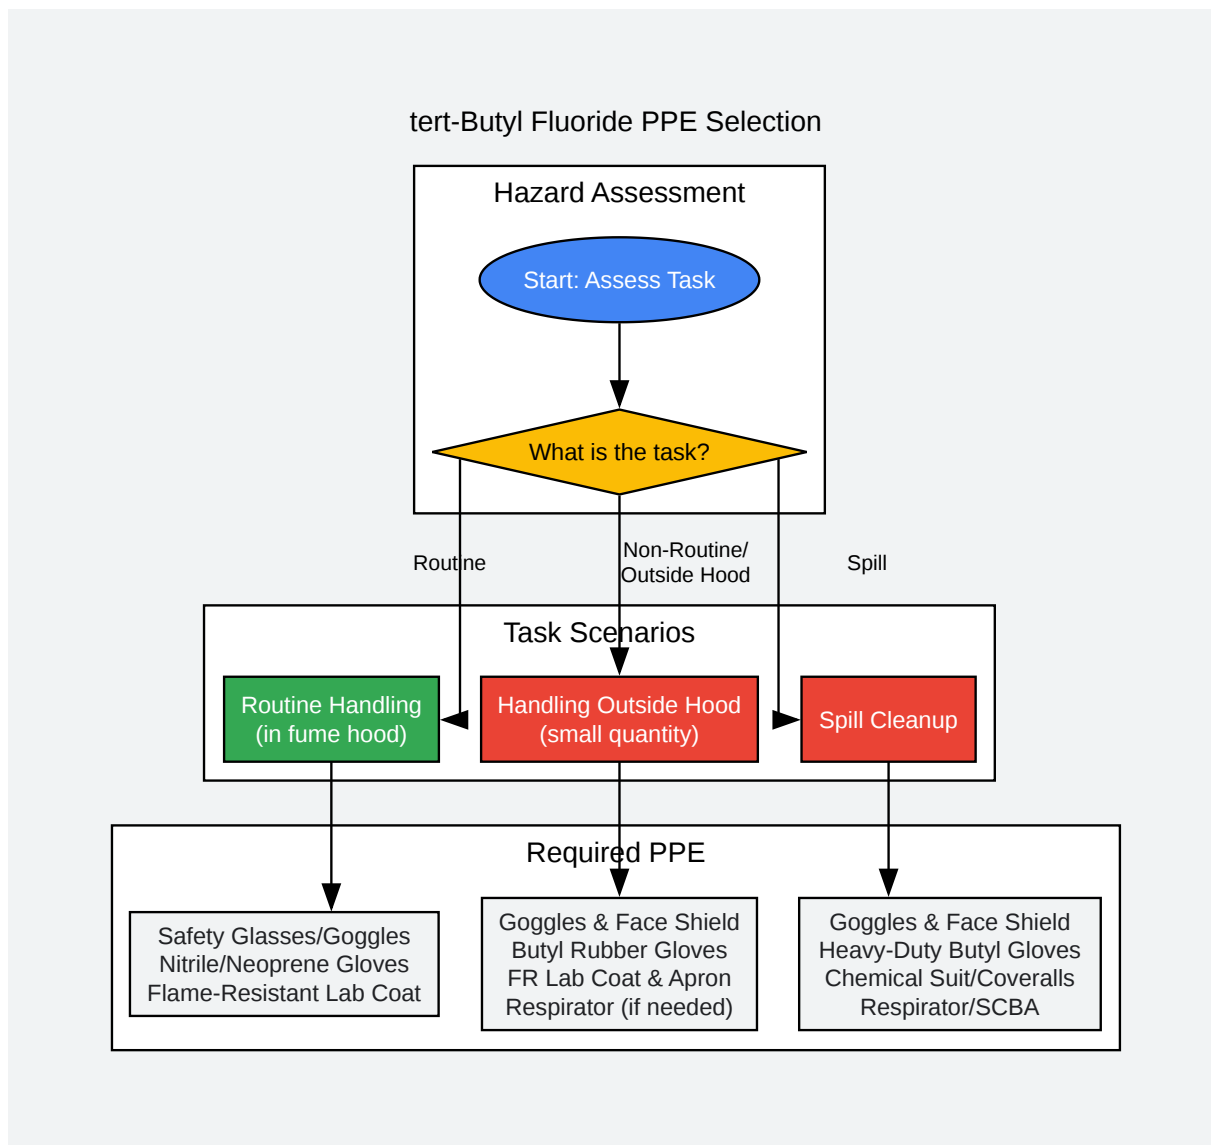 tert-Butyl Fluoride PPE Selection
Hazard Assessment
Start: Assess Task
What is the task?
Routine
Non-Routine/
Outside Hood
Spill
Task Scenarios
Routine Handling
(in fume hood)
Handling Outside Hood
(small quantity)
Spill Cleanup
Required PPE
Safety Glasses/Goggles
Nitrile/Neoprene Gloves
Flame-Resistant Lab Coat
Goggles & Face Shield
Butyl Rubber Gloves
FR Lab Coat & Apron
Respirator (if needed)
Goggles & Face Shield
Heavy-Duty Butyl Gloves
Chemical Suit/Coveralls
Respirator/SCBA